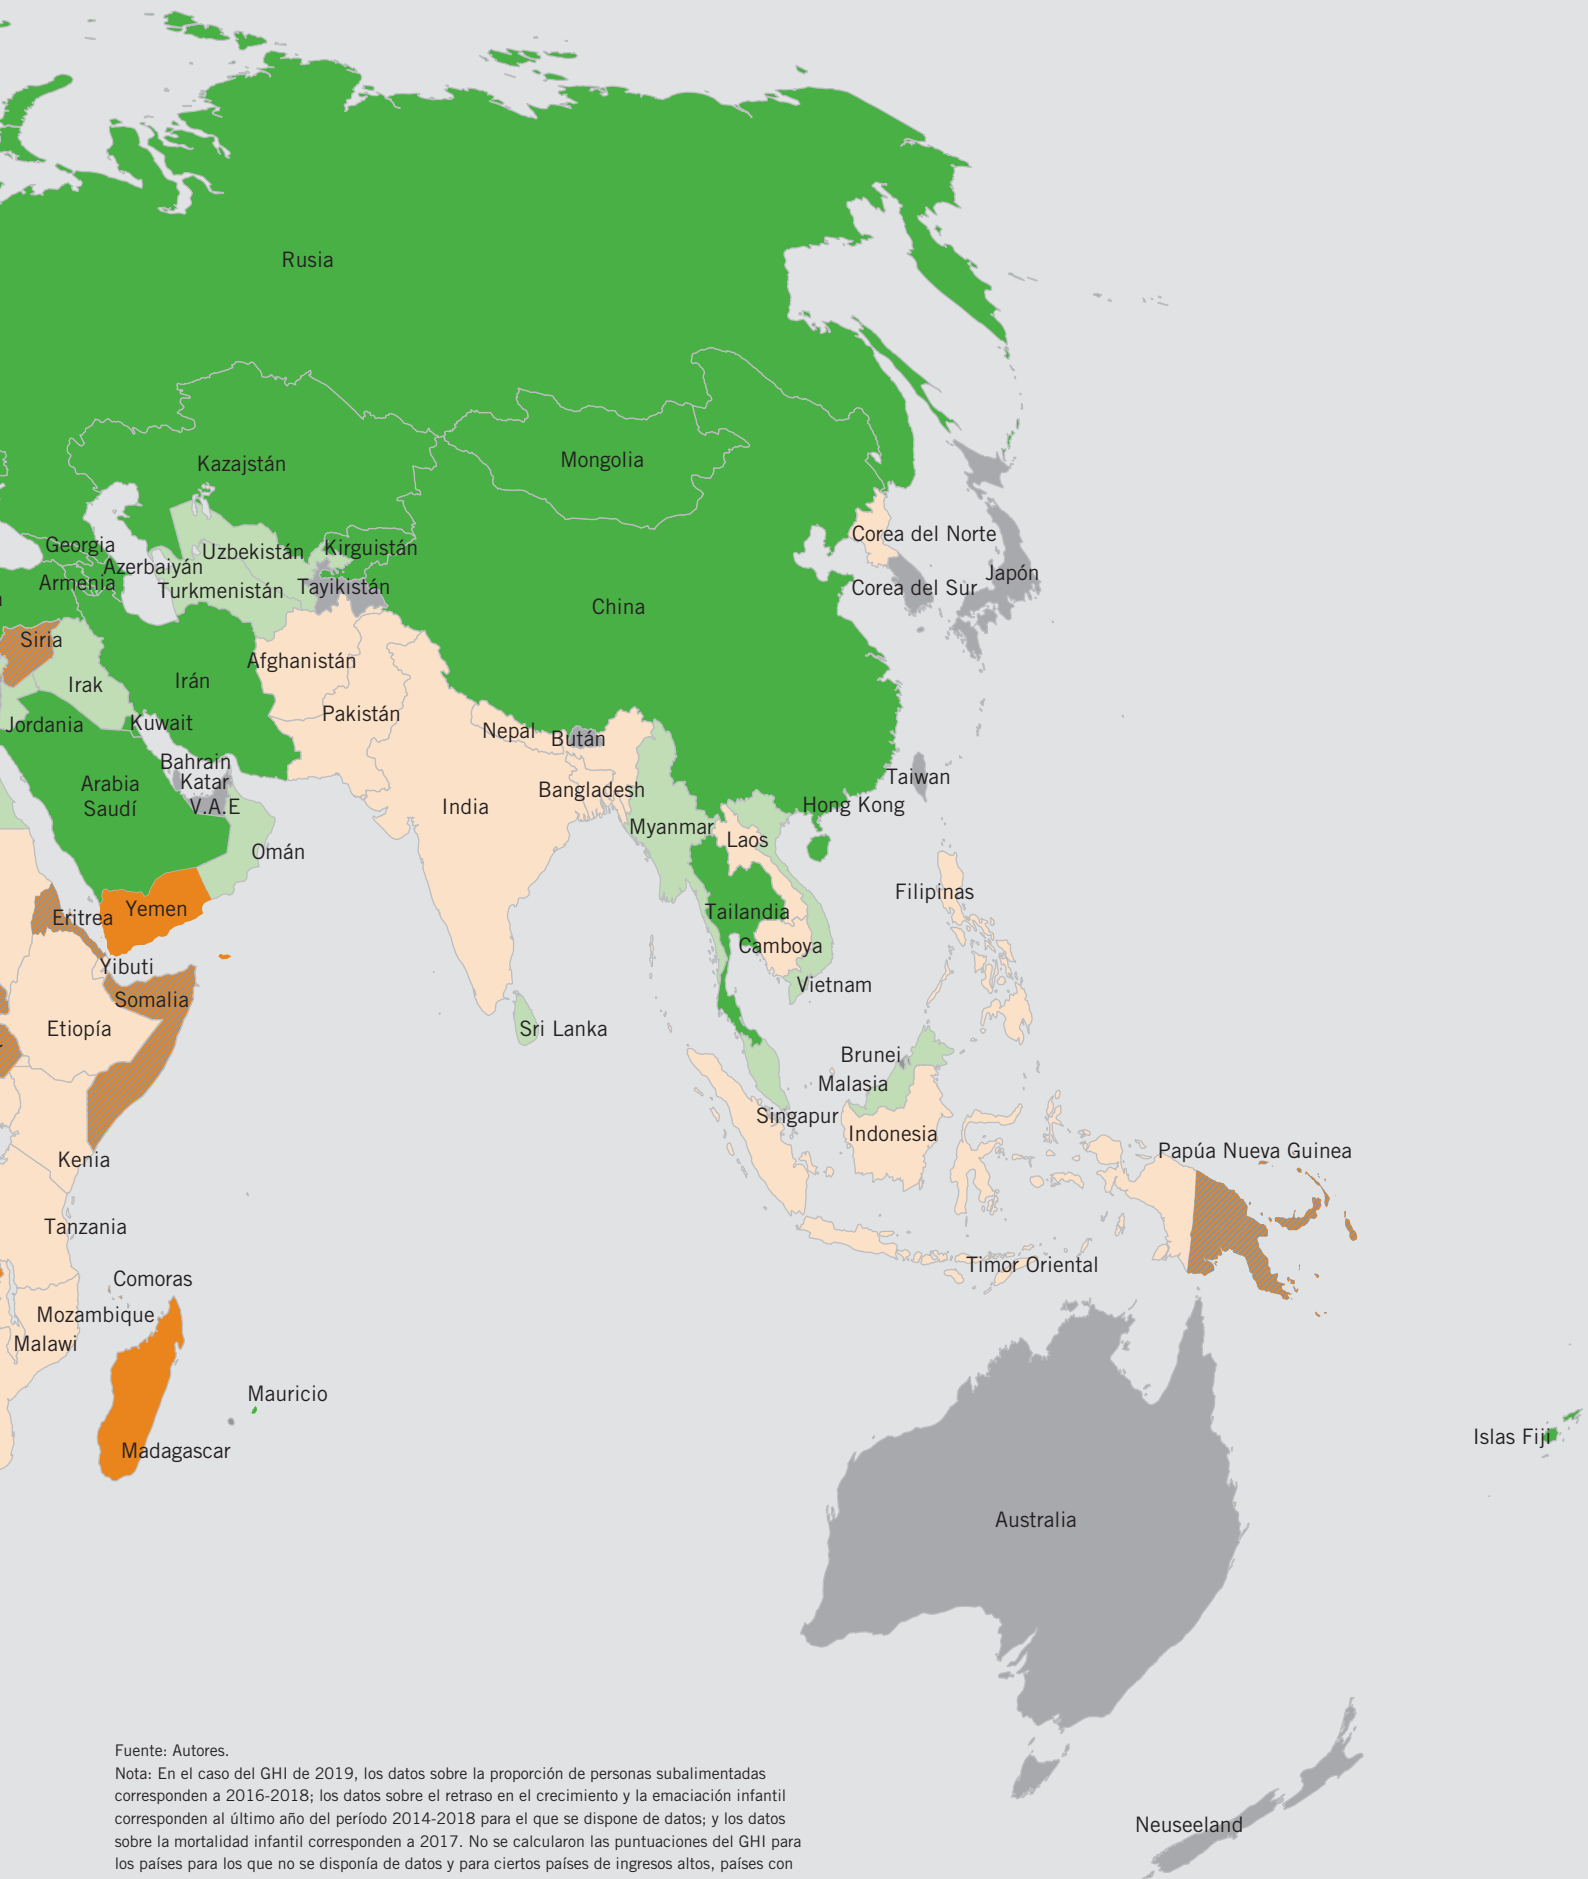 Rusia
Kazajstán
Mongolia
Georgia
Azerbaiyán
Armenia
Uzbekistán
Kirguistán
Turkmenistán
Tayikistán
Corea del Norte
Corea del Sur
Japón
China
Siria
Irak
Irán
Afghanistán
Jordania
Kuwait
Pakistán
Nepal
Bután
Bahrain
Katar
V.A.E
Arabia
Saudí
India
Bangladesh
Taiwan
Hong Kong
Myanmar
Laos
Omán
Filipinas
Eritrea
Yemen
Tailandia
Camboya
Yibuti
Vietnam
Somalia
Etiopía
Sri Lanka
Brunei
Malasia
Singapur
Indonesia
Papúa Nueva Guinea
Kenia
Tanzania
Timor Oriental
Comoras
Mozambique
Malawi
Mauricio
Madagascar
Islas Fiji
Australia
Neuseeland
Fuente: Autores.
Nota: En el caso del GHI de 2019, los datos sobre la proporción de personas subalimentadas
corresponden a 2016-2018; los datos sobre el retraso en el crecimiento y la emaciación infantil
corresponden al último año del período 2014-2018 para el que se dispone de datos; y los datos
sobre la mortalidad infantil corresponden a 2017. No se calcularon las puntuaciones del GHI para
los países para los que no se disponía de datos y para ciertos países de ingresos altos, países con